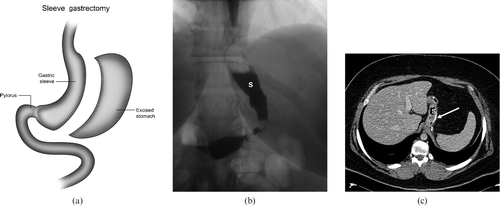 Sleeve gastrectomy
Gastric
sleeve
Pylorus
Excised
stomach
S
(a)
(b)
(c)